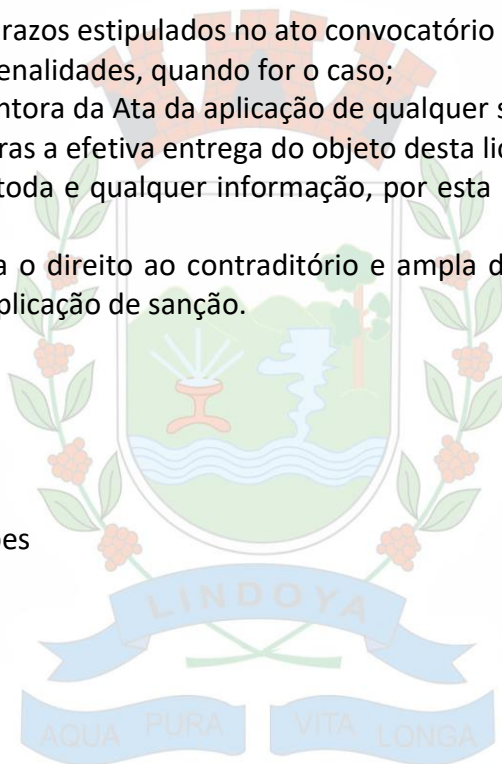 razos estipulados no ato convocatório
enalidades, quando for o caso;
ntora da Ata da aplicação de qualquer s
ras a efetiva entrega do objeto desta lic
toda e qualquer informação, por esta
a o direito ao contraditório e ampla d
plicação de sanção.
es
LINDOYA
AQUA PURA VITA LONGA